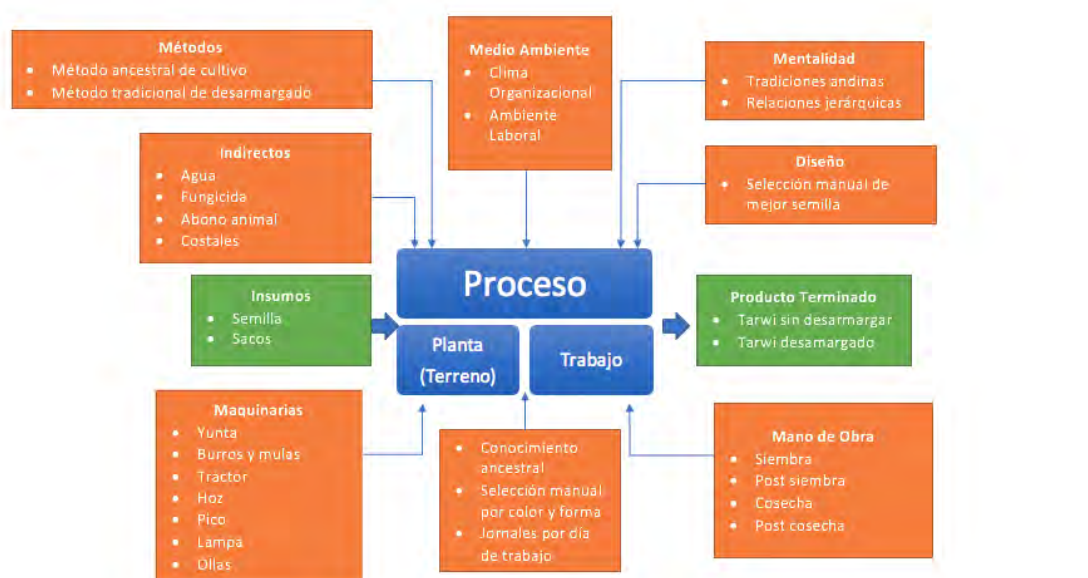 Métodos
• Método ancestral de cultivo
• Método tradicional de desarmargado
Medio Ambiente
• Clima
Organizacional
• Ambiente
Laboral
Mentalidad
• Tradiciones andinas
• Relaciones jerárquicas
Indirectos
• Agua
• Fungicida
• Abono animal
• Costales
Diseño
• Selección manual de
mejor semilla
Proceso
Insumos
• Semilla
• Sacos
Producto Terminado
• Tarwi sin desarmargar
• Tarwi desamargado
Planta
(Terreno)
Trabajo
Maquinarias
• Yunta
• Burros y mulas
• Tractor
• Hoz
• Pico
• Lampa
• Ollas
• Conocimiento
ancestral
• Selección manual
por color y forma
• Jornales por día
de trabajo
Mano de Obra
• Siembra
• Post siembra
• Cosecha
• Post cosecha